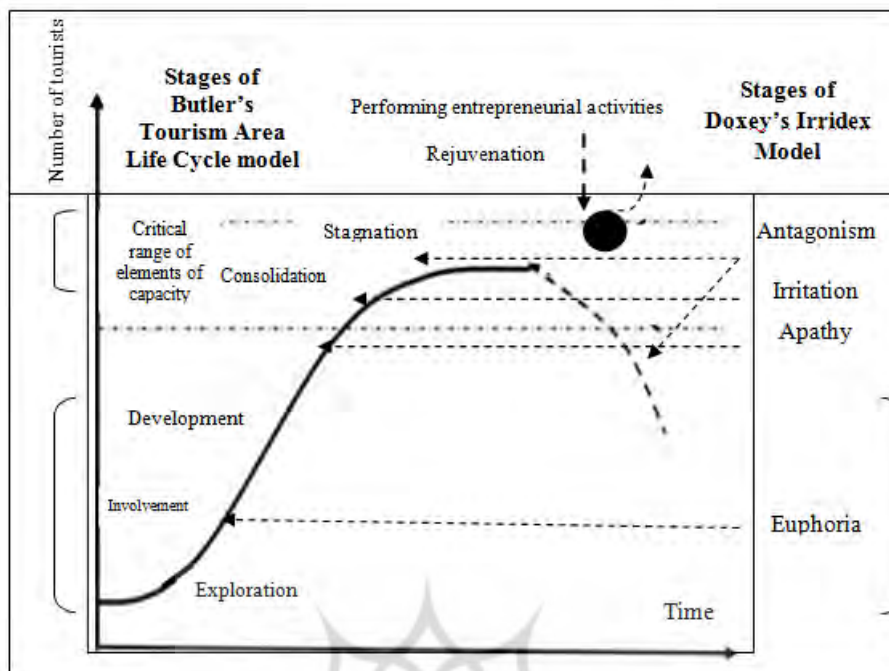 Number of tourists
Stages of
Butler's
Tourism Area
Life Cycle model
Performing entrepreneurial activities
Rejuvenation
Stages of
Doxey's Irridex
Model
Critical
range of
elements of
capacity
Stagnation
Consolidation
Development
Involvement
Exploration
Time
Antagonism
Irritation
Apathy
Euphoria